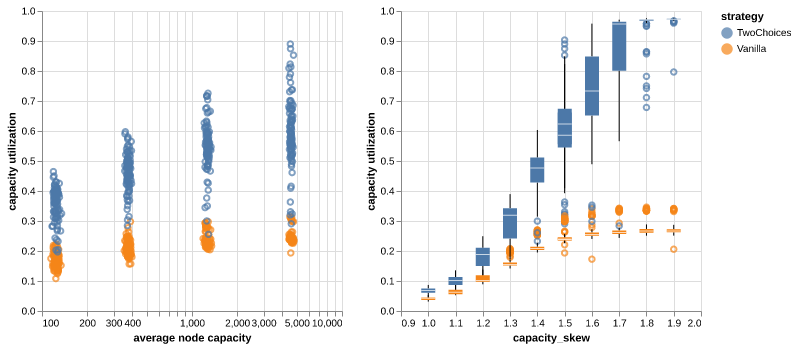 1.0
0.9
0.8
0.7
0.6
0.5
0.4
0.3
0.2
0.1
0.0
capacity utilization
100 200 300 400 1,000 2,000 3,000 5,000 10,000
average node capacity
1.0
0.9
0.8
0.7
0.6
0.5
0.4
0.3
0.2
0.1
0.0
capacity utilization
0.9 1.0 1.1 1.2 1.3 1.4 1.5 1.6 1.7 1.8 1.9 2.0
capacity_skew
strategy
TwoChoices
Vanilla